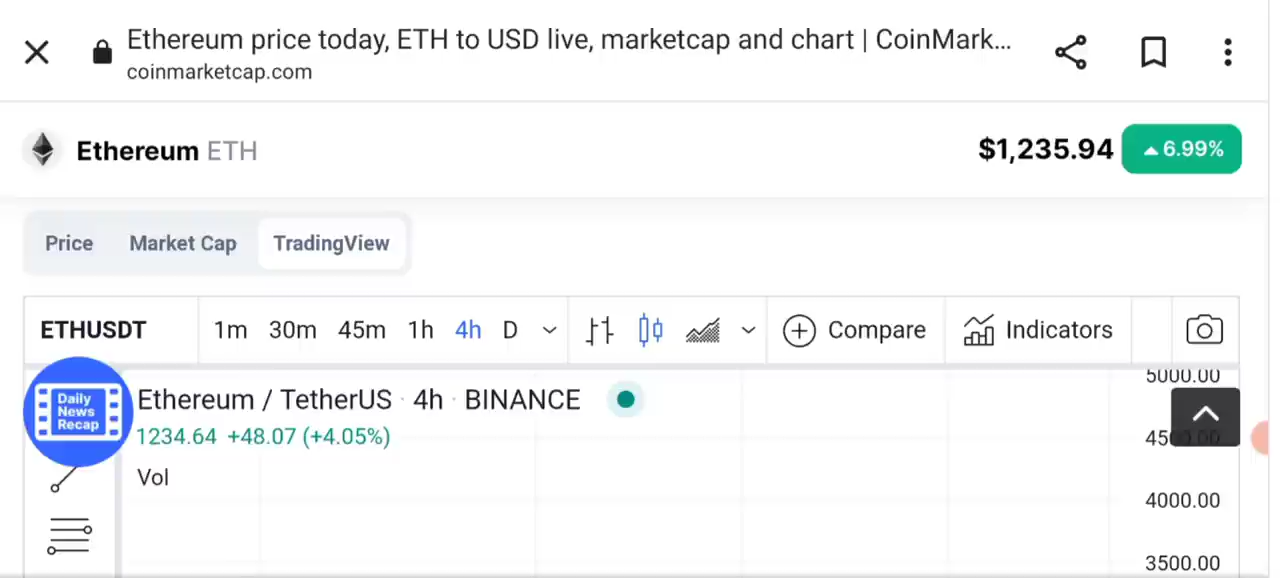 Ethereum price today, ETH to USD live, marketcap and chart | CoinMark...
coinmarketcap.com
Ethereum ETH
$1,235.94
6.99%
Price Market Cap TradingView
ETHUSDT 1m 30m 45m 1h 4h D Compare Indicators
Daily
News
Recap
Ethereum / TetherUS · 4h · BINANCE
1234.64 +48.07 (+4.05%)
Vol
5000.00
4500.00
4000.00
3500.00